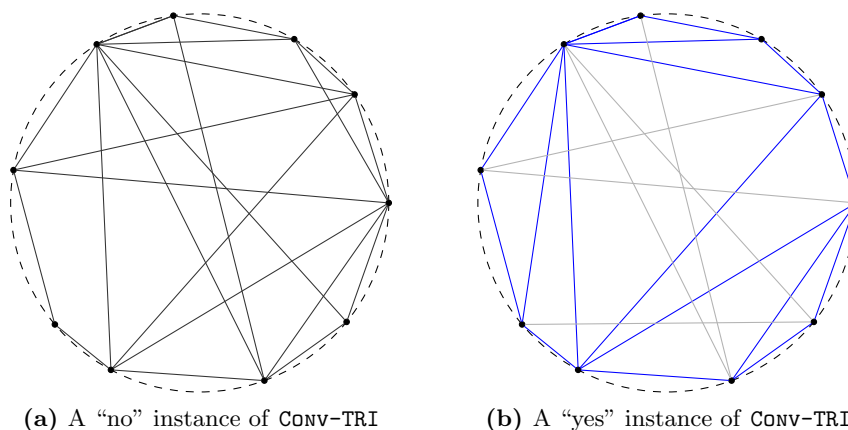 (a) A “no” instance of CONV-TRI
(b) A “yes” instance of CONV-TRI